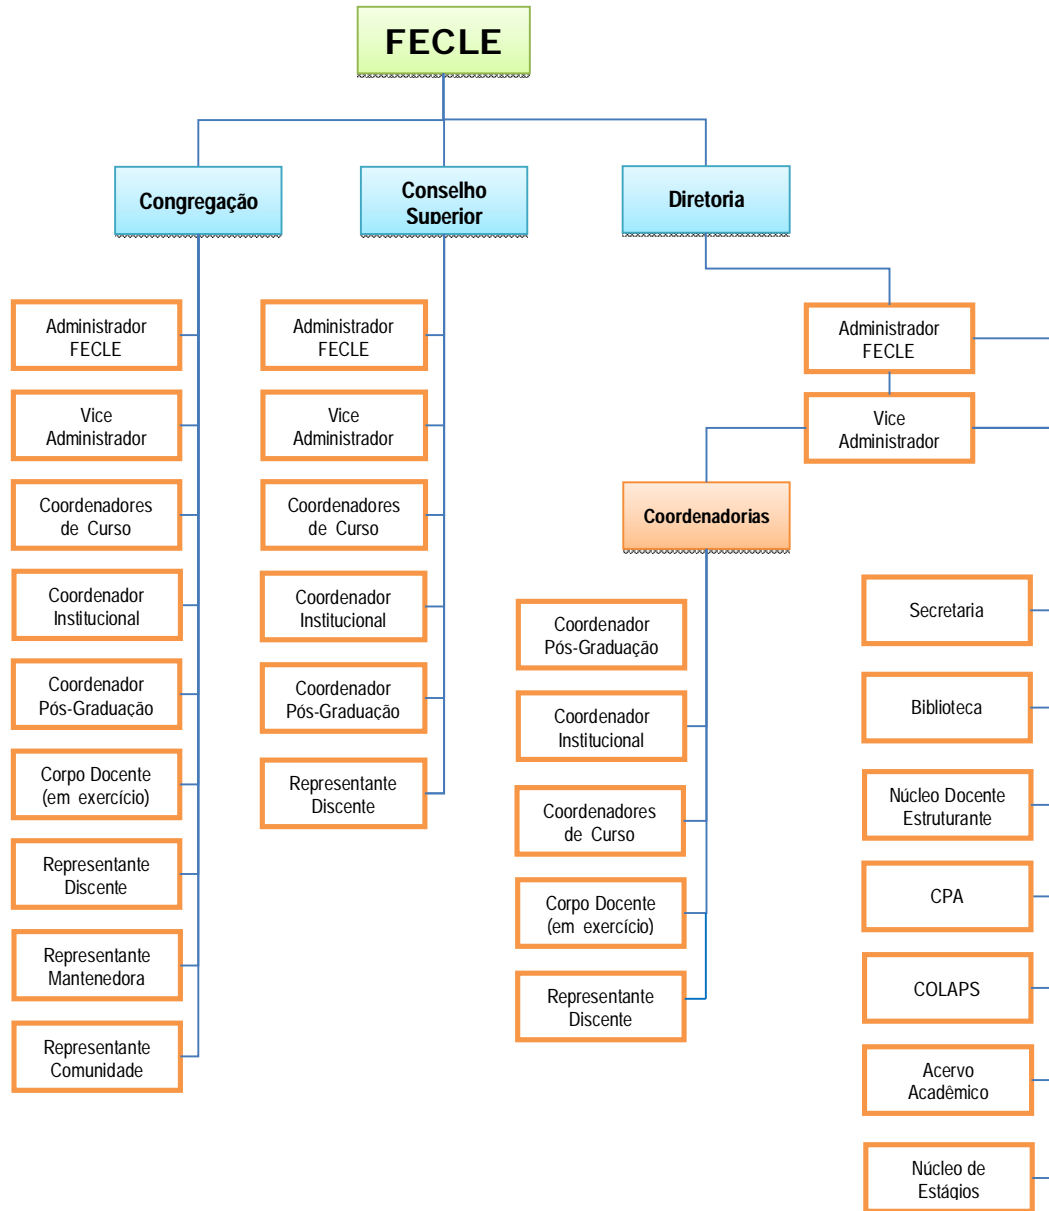 FECLE
Congregação
Conselho
Superior
Diretoria
Administrador
FECLE
Vice
Administrador
Coordenadores
de Curso
Coordenador
Institucional
Coordenador
Pós-Graduação
Corpo Docente
(em exercício)
Representante
Discente
Representante
Mantenedora
Representante
Comunidade
Administrador
FECLE
Vice
Administrador
Coordenadores
de Curso
Coordenador
Institucional
Coordenador
Pós-Graduação
Representante
Discente
Administrador
FECLE
Vice
Administrador
Coordenadorias
Coordenador
Pós-Graduação
Coordenador
Institucional
Coordenadores
de Curso
Corpo Docente
(em exercício)
Representante
Discente
Secretaria
Biblioteca
Núcleo Docente
Estruturante
CPA
COLAPS
Acervo
Acadêmico
Núcleo de
Estágios